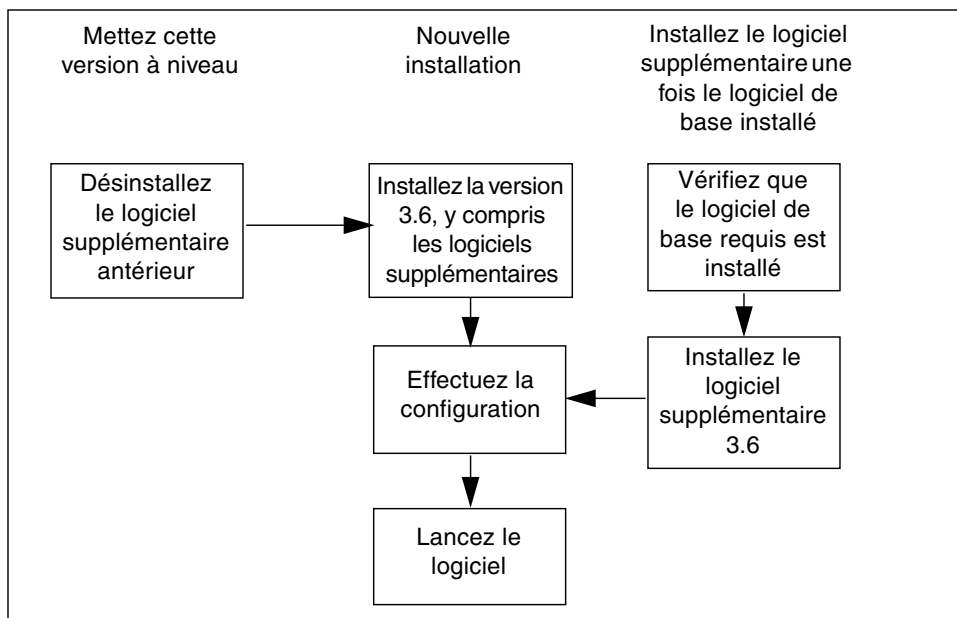 Mettez cette
version à niveau
Nouvelle
installation
Installez le logiciel
supplémentaire une
fois le logiciel de
base installé
Désinstallez
le logiciel
supplémentaire
antérieur
Installez la version
3.6, y compris
les logiciels
supplémentaires
Vérifiez que
le logiciel de
base requis est
installé
Effectuez la
configuration
Installez le
logiciel
supplémentaire
3.6
Lancez le
logiciel